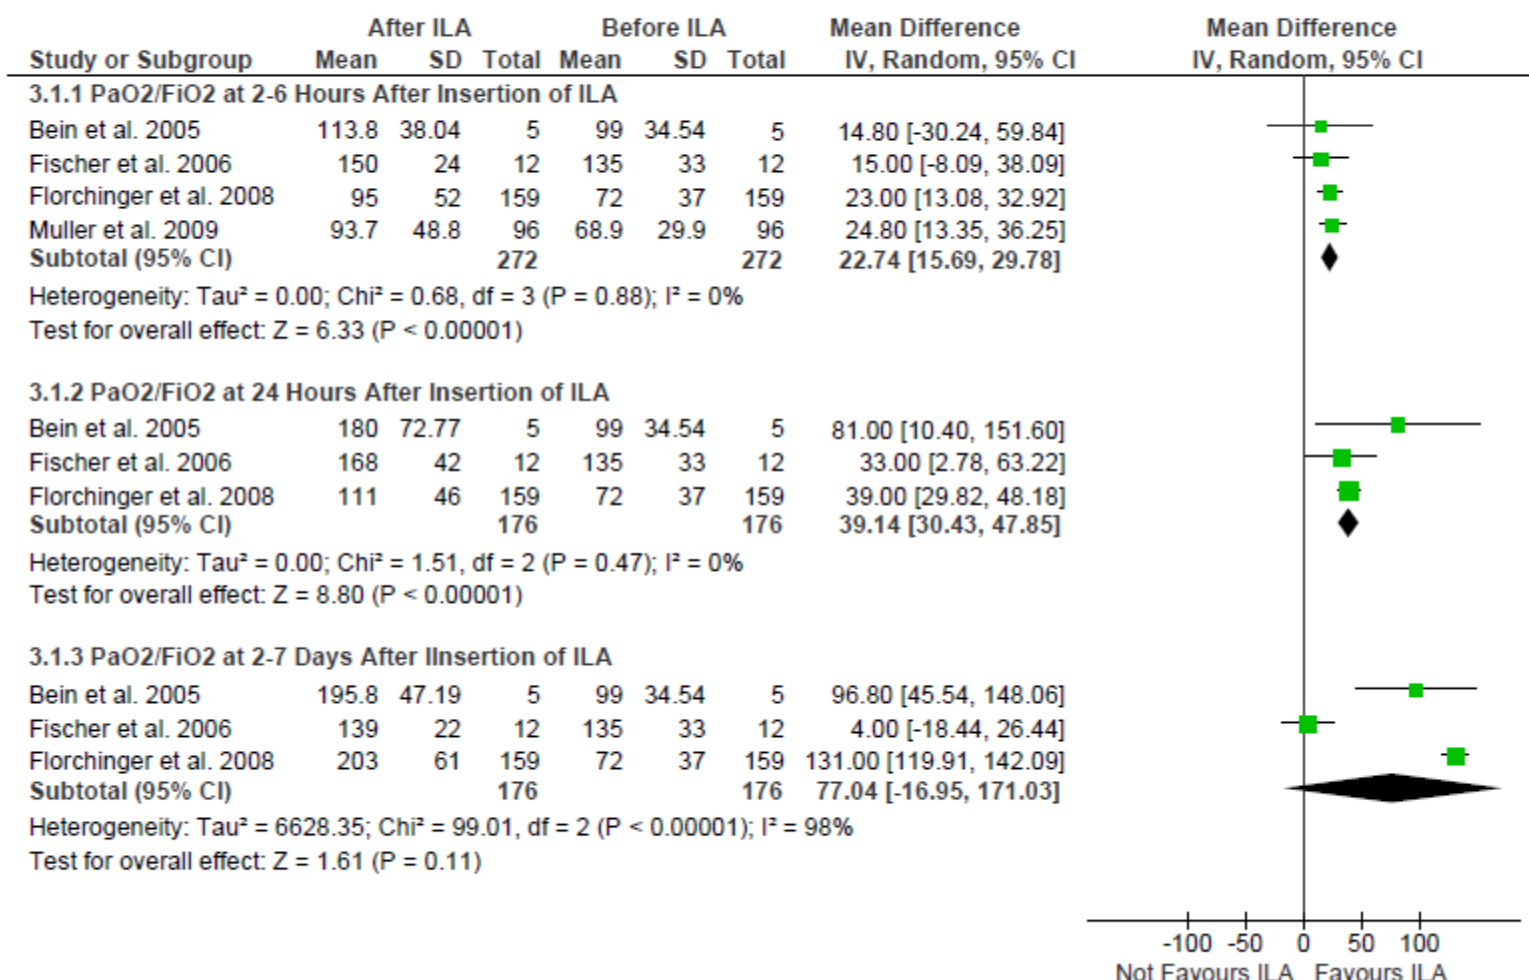 After ILA Before ILA Mean Difference Mean Difference
Study or Subgroup Mean SD Total Mean SD Total IV, Random, 95% CI IV, Random, 95% CI
3.1.1 PaO2/FiO2 at 2-6 Hours After Insertion of ILA
Bein et al. 2005 113.8 38.04 5 99 34.54 5 14.80 [-30.24, 59.84]
Fischer et al. 2006 150 24 12 135 33 12 15.00 [-8.09, 38.09]
Florchinger et al. 2008 95 52 159 72 37 159 23.00 [13.08, 32.92]
Muller et al. 2009 93.7 48.8 96 68.9 29.9 96 24.80 [13.35, 36.25]
Subtotal (95% CI) 272 272 22.74 [15.69, 29.78]
Heterogeneity: Tau² = 0.00; Chi² = 0.68, df = 3 (P = 0.88); I² = 0%
Test for overall effect: Z = 6.33 (P < 0.00001)
3.1.2 PaO2/FiO2 at 24 Hours After Insertion of ILA
Bein et al. 2005 180 72.77 5 99 34.54 5 81.00 [10.40, 151.60]
Fischer et al. 2006 168 42 12 135 33 12 33.00 [2.78, 63.22]
Florchinger et al. 2008 111 46 159 72 37 159 39.00 [29.82, 48.18]
Subtotal (95% CI) 176 176 39.14 [30.43, 47.85]
Heterogeneity: Tau² = 0.00; Chi² = 1.51, df = 2 (P = 0.47); I² = 0%
Test for overall effect: Z = 8.80 (P < 0.00001)
3.1.3 PaO2/FiO2 at 2-7 Days After IInsertion of ILA
Bein et al. 2005 195.8 47.19 5 99 34.54 5 96.80 [45.54, 148.06]
Fischer et al. 2006 139 22 12 135 33 12 4.00 [-18.44, 26.44]
Florchinger et al. 2008 203 61 159 72 37 159 131.00 [119.91, 142.09]
Subtotal (95% CI) 176 176 77.04 [-16.95, 171.03]
Heterogeneity: Tau² = 6628.35; Chi² = 99.01, df = 2 (P < 0.00001); I² = 98%
Test for overall effect: Z = 1.61 (P = 0.11)
-100 -50 0 50 100
Not Favours ILA Favours ILA